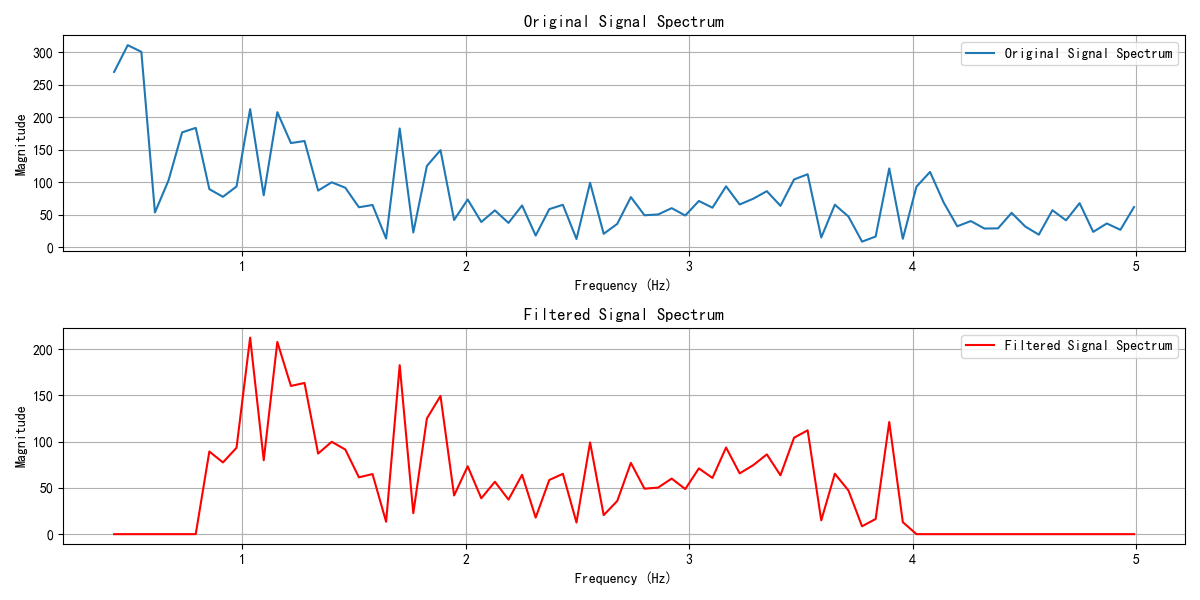 Original Signal Spectrum
Original Signal Spectrum
300
250
200
150
100
50
0
Magnitude
1 2 3 4 5
Frequency (Hz)
Filtered Signal Spectrum
Filtered Signal Spectrum
200
150
100
50
0
Magnitude
1 2 3 4 5
Frequency (Hz)